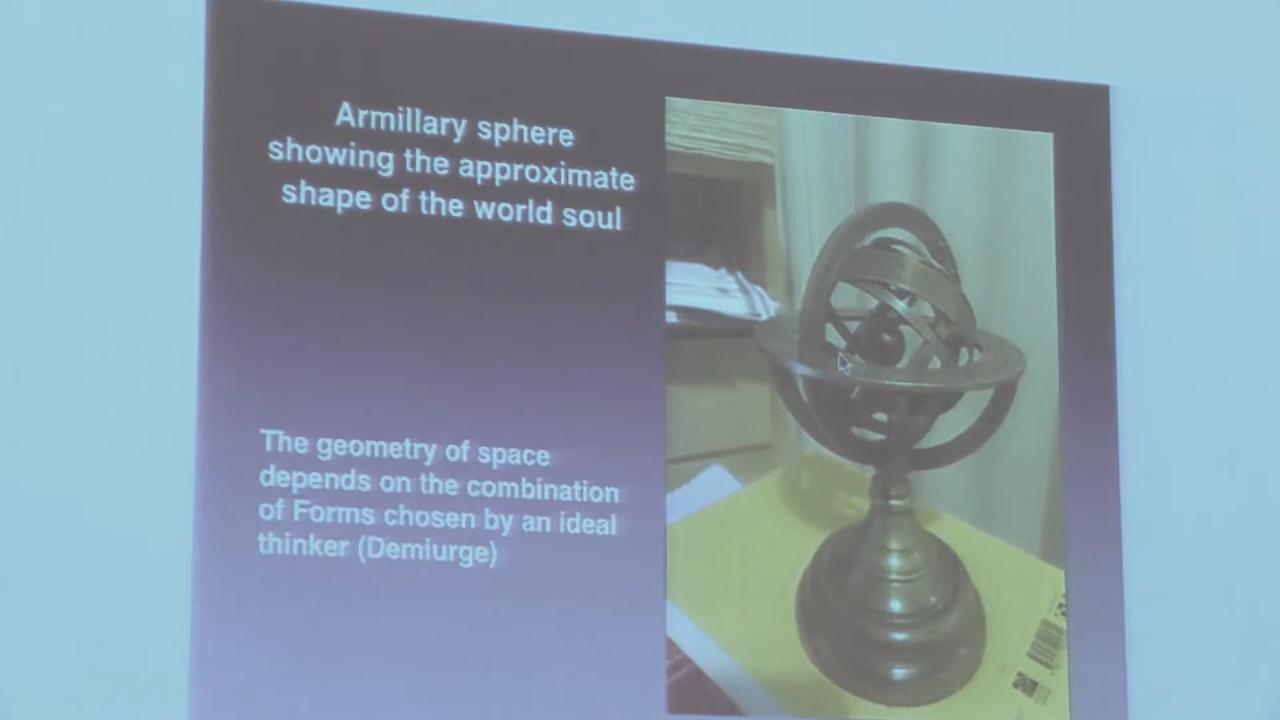 Armillary sphere
showing the approximate
shape of the world soul
The geometry of space
depends on the combination
of Forms chosen by an ideal
thinker (Demiurge)